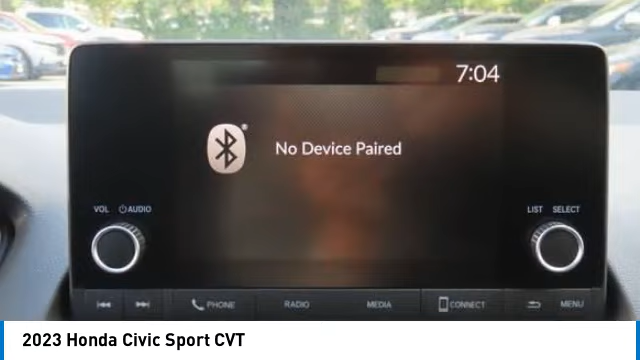 7:04
No Device Paired
VOL AUDIO LIST SELECT
PHONE RADIO MEDIA CONNECT MENU
2023 Honda Civic Sport CVT